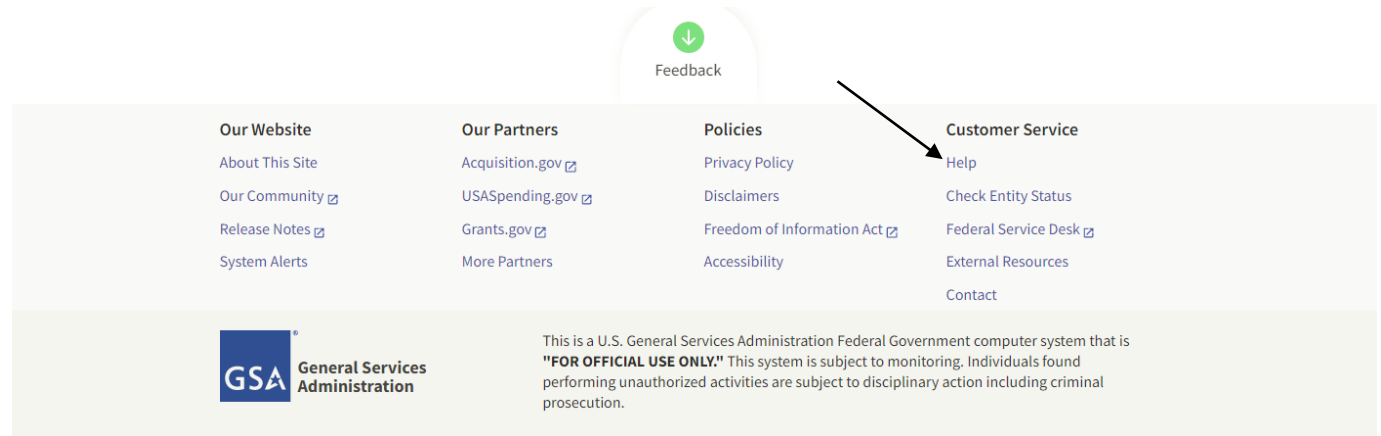 Feedback
Our Website
About This Site
Our Community
Release Notes
System Alerts
Our Partners
Acquisition.gov
USASpending.gov
Grants.gov
More Partners
Policies
Privacy Policy
Disclaimers
Freedom of Information Act
Accessibility
Customer Service
Help
Check Entity Status
Federal Service Desk
External Resources
Contact
GSA
®
General Services
Administration
This is a U.S. General Services Administration Federal Government computer system that is
"FOR OFFICIAL USE ONLY." This system is subject to monitoring. Individuals found
performing unauthorized activities are subject to disciplinary action including criminal
prosecution.